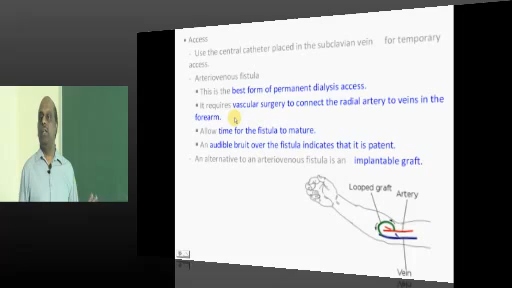 • Access
- Use the central catheter placed in the subclavian vein for temporary
access.
- Arteriovenous fistula
• This is the best form of permanent dialysis access.
• It requires vascular surgery to connect the radial artery to veins in the
forearm.
• Allow time for the fistula to mature.
• An audible bruit over the fistula indicates that it is patent.
- An alternative to an arteriovenous fistula is an implantable graft.
Looped graft
Artery
Vein